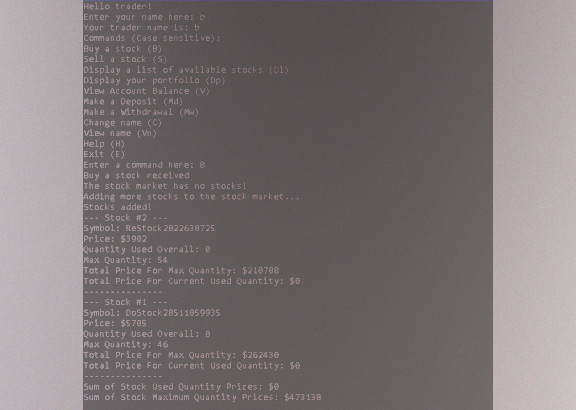 Hello trader!
Enter your name here: b
Your trader name is: b
Commands (Case sensitive):
Buy a stock (B)
Sell a stock (S)
Display a list of available stocks (Dl)
Display your portfolio (Dp)
View Account Balance (V)
Make a Deposit (Md)
Make a Withdrawal (Mw)
Change name (C)
View name (Vn)
Help (H)
Exit (E)
Enter a command here: B
Buy a stock received
The stock market has no stocks!
Adding more stocks to the stock market...
Stocks added!
--- Stock #2 ---
Symbol:
Price: $3902
Quantity Used Overall: 0
Max Quantity: 54
Total Price For Max Quantity: $210708
Total Price For Current Used Quantity: $0
---------------
--- Stock #1 ---
Symbol:
Price: $5705
Quantity Used Overall: 0
Max Quantity: 46
Total Price For Max Quantity: $262430
Total Price For Current Used Quantity: $0
---------------
Sum of Stock Used Quantity Prices: $0
Sum of Stock Maximum Quantity Prices: $473138